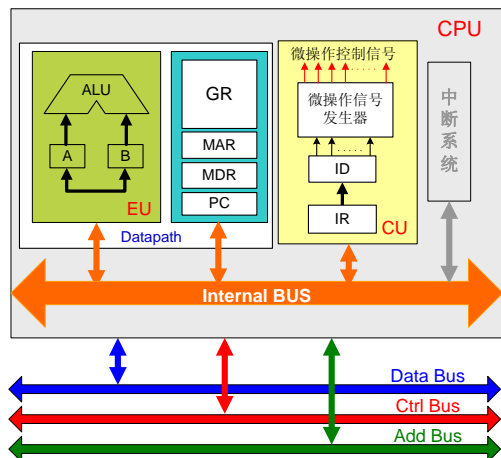 CPU
ALU
A
B
EU
GR
MAR
MDR
PC
Datapath
微操作控制信号
微操作信号
发生器
ID
IR
CU
中断系统
Internal BUS
Data Bus
Ctrl Bus
Add Bus